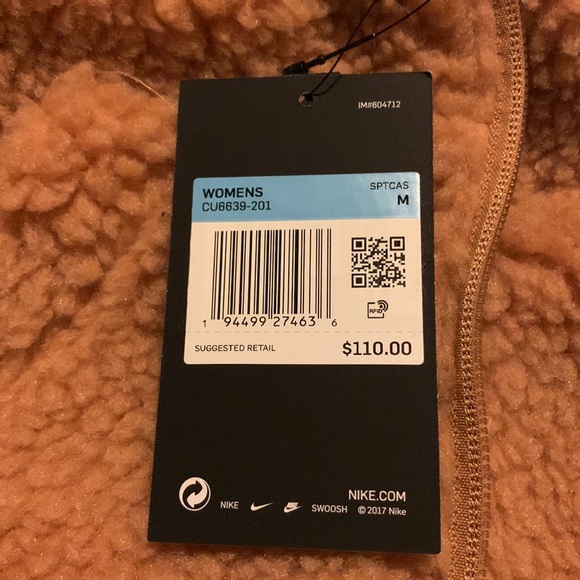 IM#604712
WOMENS SPTCAS
CU6639-201 M
1 94499 27463 6
RFID
SUGGESTED RETAIL $110.00
NIKE.COM
NIKE SWOOSH © 2017 Nike